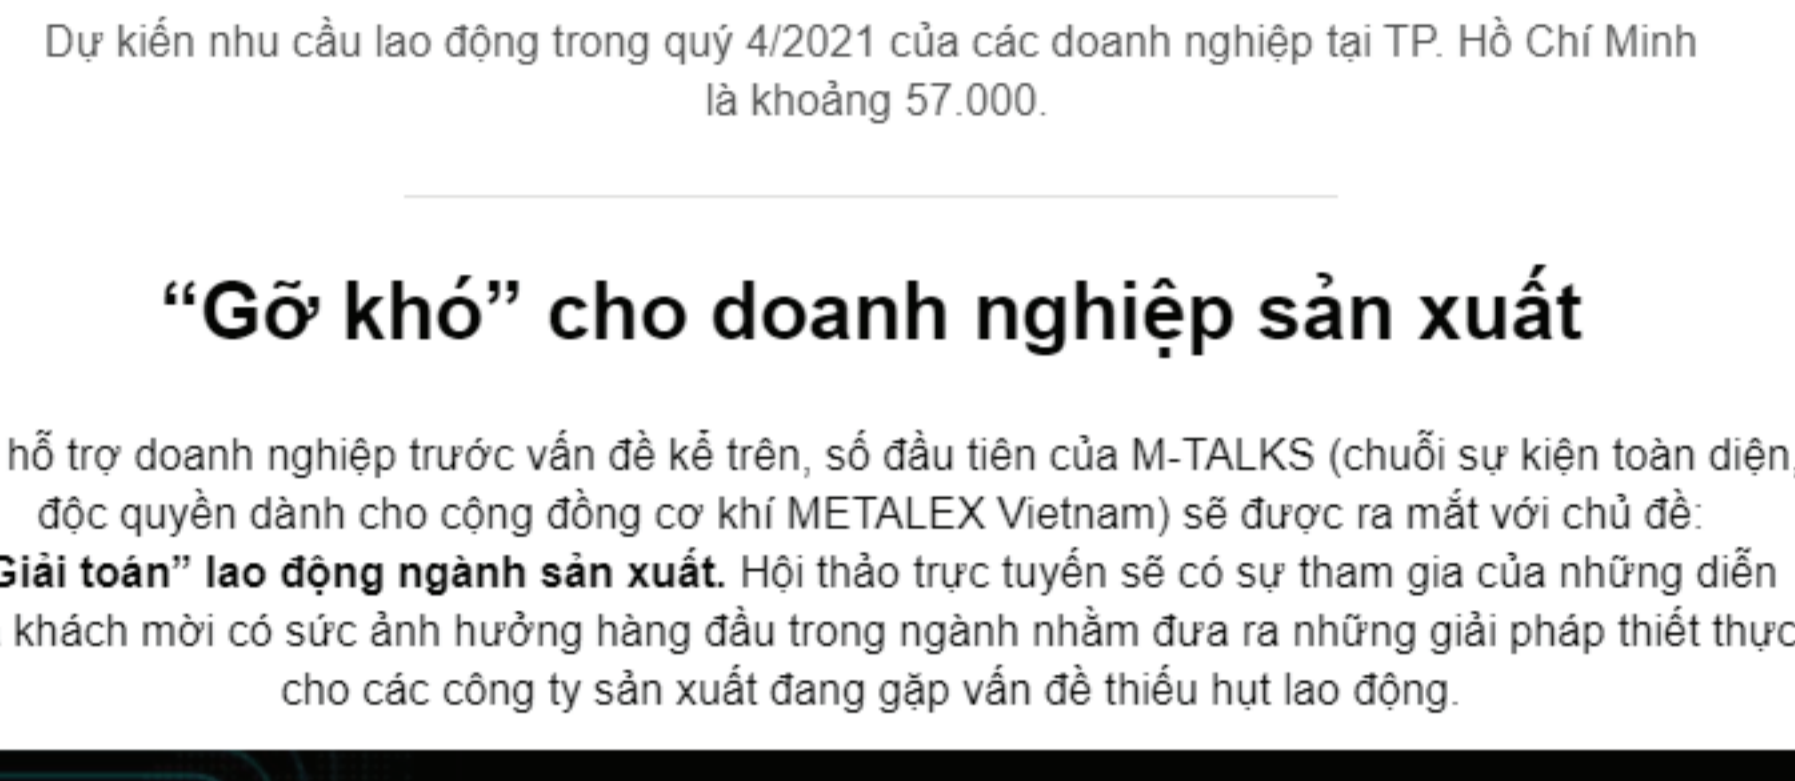 Dự kiến nhu cầu lao động trong quý 4/2021 của các doanh nghiệp tại TP. Hồ Chí Minh
là khoảng 57.000.
“Gỡ khó” cho doanh nghiệp sản xuất
hỗ trợ doanh nghiệp trước vấn đề kể trên, số đầu tiên của M-TALKS (chuỗi sự kiện toàn diện,
độc quyền dành cho cộng đồng cơ khí METALEX Vietnam) sẽ được ra mắt với chủ đề:
Giải toán” lao động ngành sản xuất. Hội thảo trực tuyến sẽ có sự tham gia của những diễn
khách mời có sức ảnh hưởng hàng đầu trong ngành nhằm đưa ra những giải pháp thiết thực
cho các công ty sản xuất đang gặp vấn đề thiếu hụt lao động.